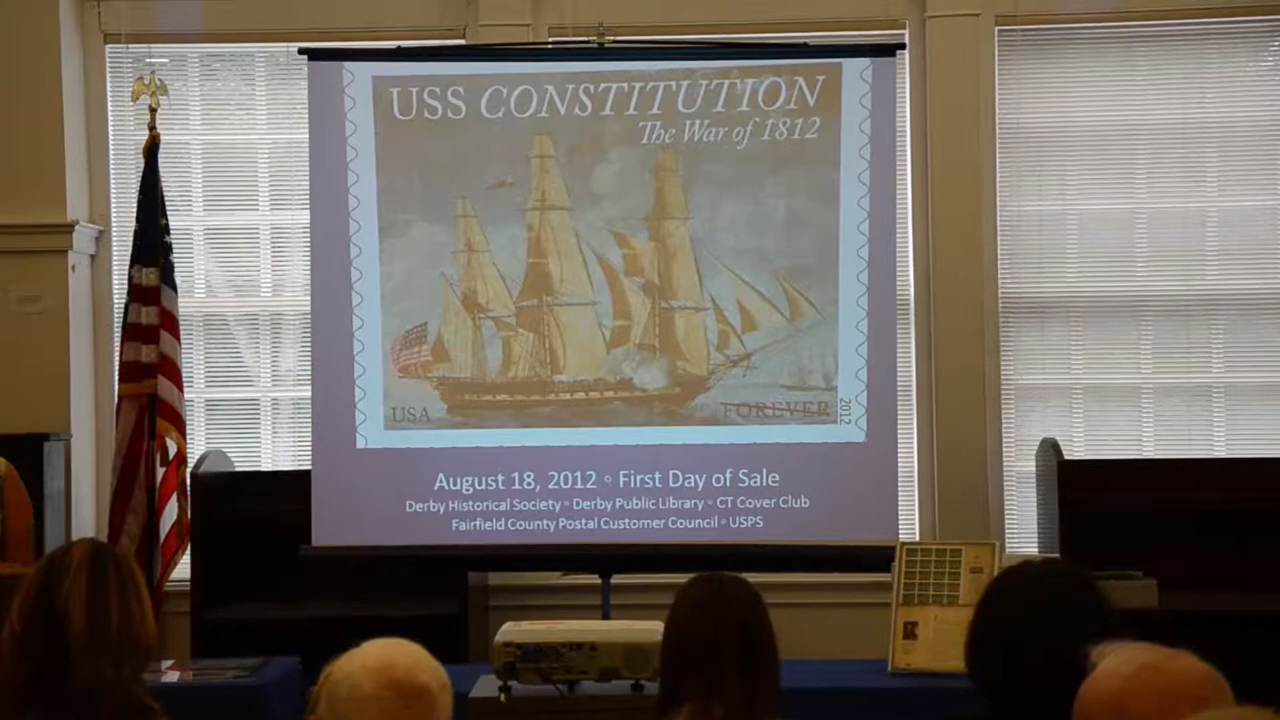 USS CONSTITUTION
The War of 1812
USA
FOREVER
2012
August 18, 2012 ◦ First Day of Sale
Derby Historical Society ◦ Derby Public Library ◦ CT Cover Club
Fairfield County Postal Customer Council ◦ USPS